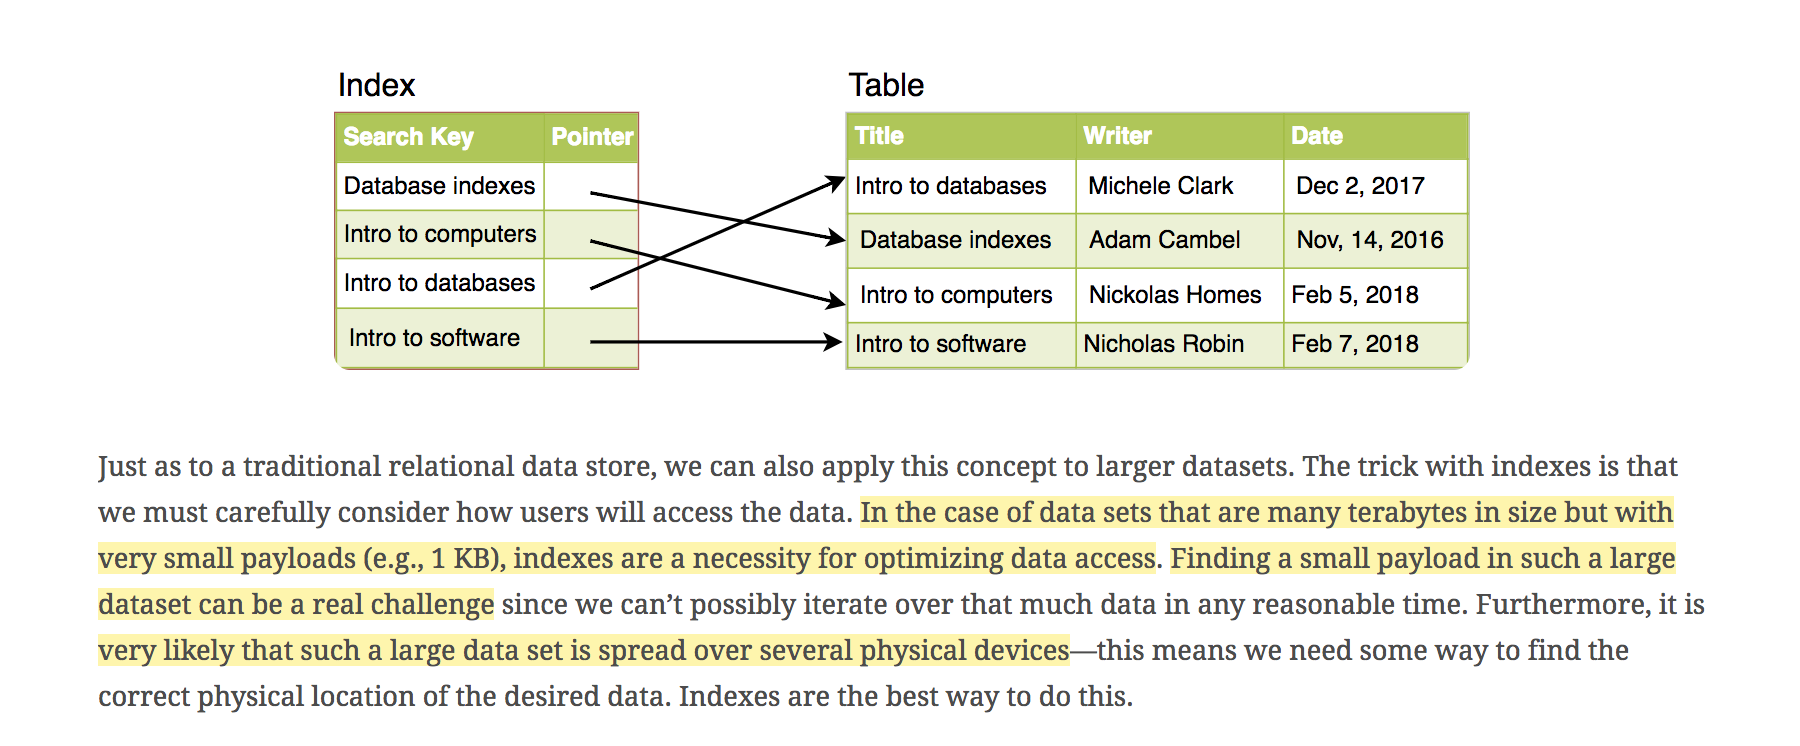 Index
Search Key Pointer
Database indexes
Intro to computers
Intro to databases
Intro to software
Table
Title Writer Date
Intro to databases Michele Clark Dec 2, 2017
Database indexes Adam Cambel Nov, 14, 2016
Intro to computers Nickolas Homes Feb 5, 2018
Intro to software Nicholas Robin Feb 7, 2018
Just as to a traditional relational data store, we can also apply this concept to larger datasets. The trick with indexes is that
we must carefully consider how users will access the data. In the case of data sets that are many terabytes in size but with
very small payloads (e.g., 1 KB), indexes are a necessity for optimizing data access. Finding a small payload in such a large
dataset can be a real challenge since we can’t possibly iterate over that much data in any reasonable time. Furthermore, it is
very likely that such a large data set is spread over several physical devices—this means we need some way to find the
correct physical location of the desired data. Indexes are the best way to do this.